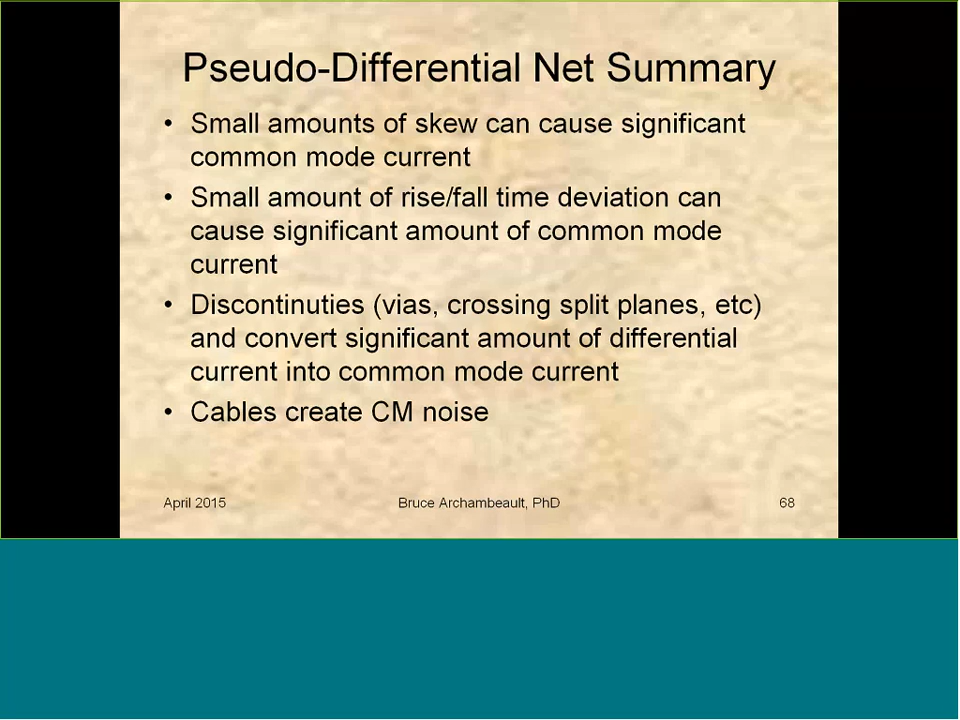 Pseudo-Differential Net Summary
• Small amounts of skew can cause significant
common mode current
• Small amount of rise/fall time deviation can
cause significant amount of common mode
current
• Discontinuties (vias, crossing split planes, etc)
and convert significant amount of differential
current into common mode current
• Cables create CM noise
April 2015 Bruce Archambeault, PhD 68